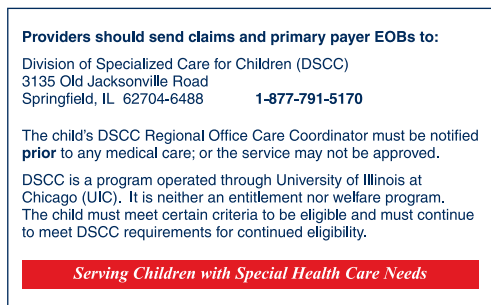 Providers should send claims and primary payer EOBs to:
Division of Specialized Care for Children (DSCC)
3135 Old Jacksonville Road
Springfield, IL  62704-6488 1-877-791-5170
The child's DSCC Regional Office Care Coordinator must be notified
prior to any medical care; or the service may not be approved.
DSCC is a program operated through University of Illinois at
Chicago (UIC).  It is neither an entitlement nor welfare program.
The child must meet certain criteria to be eligible and must continue
to meet DSCC requirements for continued eligibility.
Serving Children with Special Health Care Needs